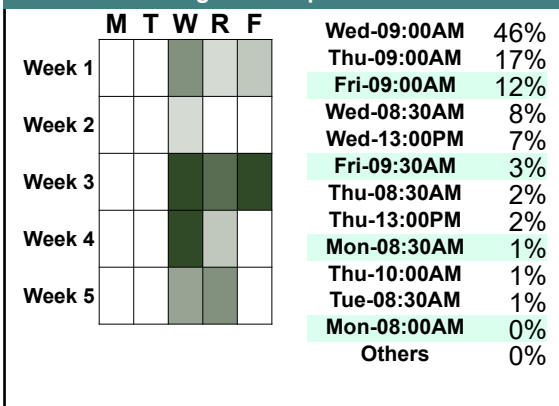 M T W R F
Week 1
Week 2
Week 3
Week 4
Week 5
Wed-09:00AM 46%
Thu-09:00AM 17%
Fri-09:00AM 12%
Wed-08:30AM 8%
Wed-13:00PM 7%
Fri-09:30AM 3%
Thu-08:30AM 2%
Thu-13:00PM 2%
Mon-08:30AM 1%
Thu-10:00AM 1%
Tue-08:30AM 1%
Mon-08:00AM 0%
Others 0%